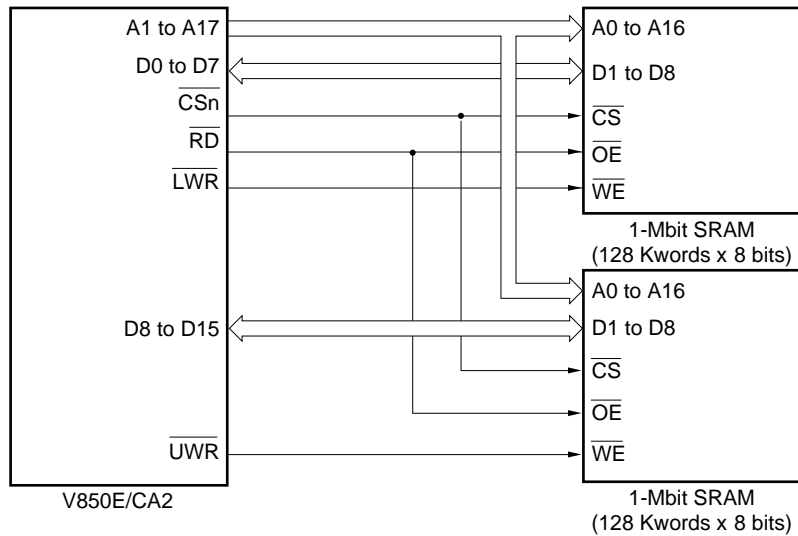 A1 to A17
D0 to D7
CSn
RD
LWR
D8 to D15
UWR
V850E/CA2
A0 to A16
D1 to D8
CS
OE
WE
1-Mbit SRAM
(128 Kwords x 8 bits)
A0 to A16
D1 to D8
CS
OE
WE
1-Mbit SRAM
(128 Kwords x 8 bits)